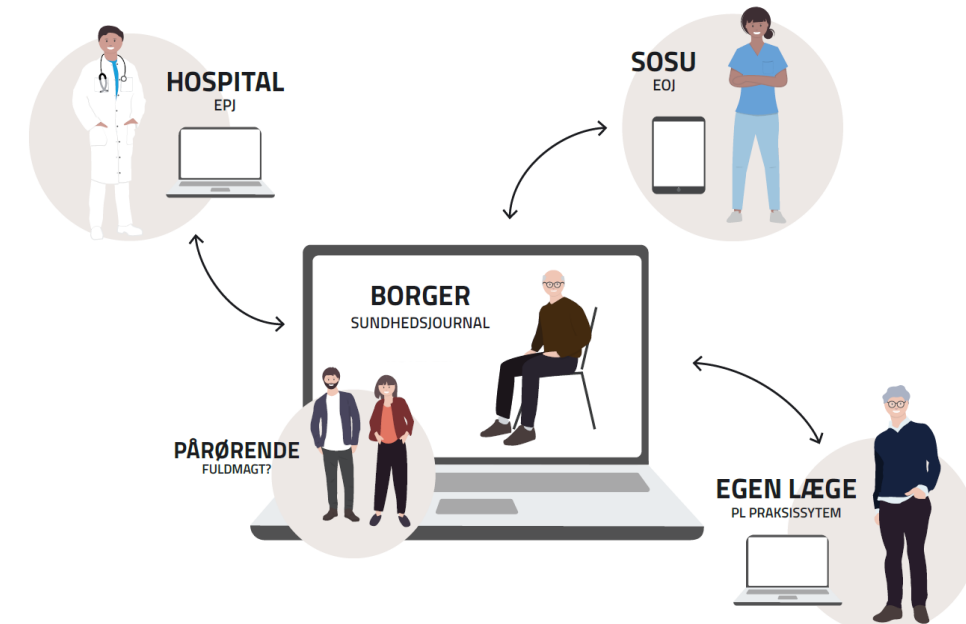 HOSPITAL
EPJ
SOSU
EOJ
BORGER
SUNDHEDSJOURNAL
PÅRØRENDE
FULDMAGT?
EGEN LÆGE
PL PRAKSISSYTEM